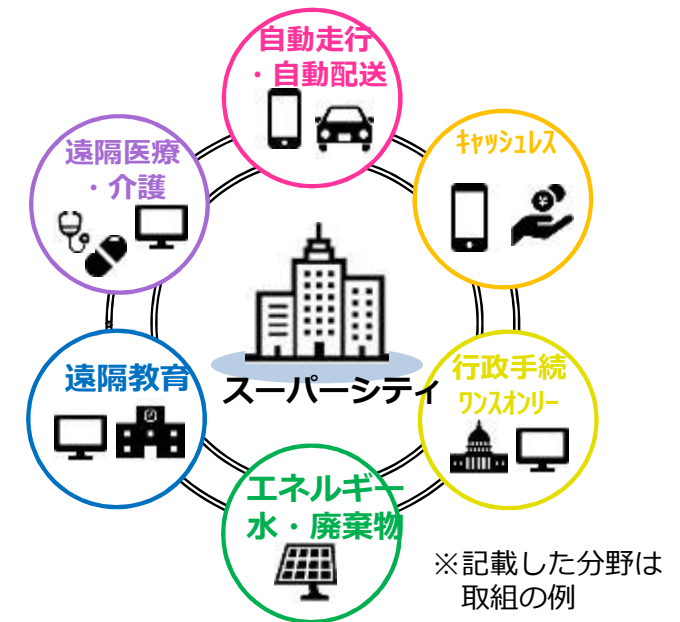 自動走行
・自動配送
遠隔医療
・介護
ｷｬｯｼｭﾚｽ
スーパーシティ
遠隔教育
行政手続
ﾜﾝｽｵﾝﾘｰ
エネルギー
水・廃棄物
※記載した分野は
取組の例